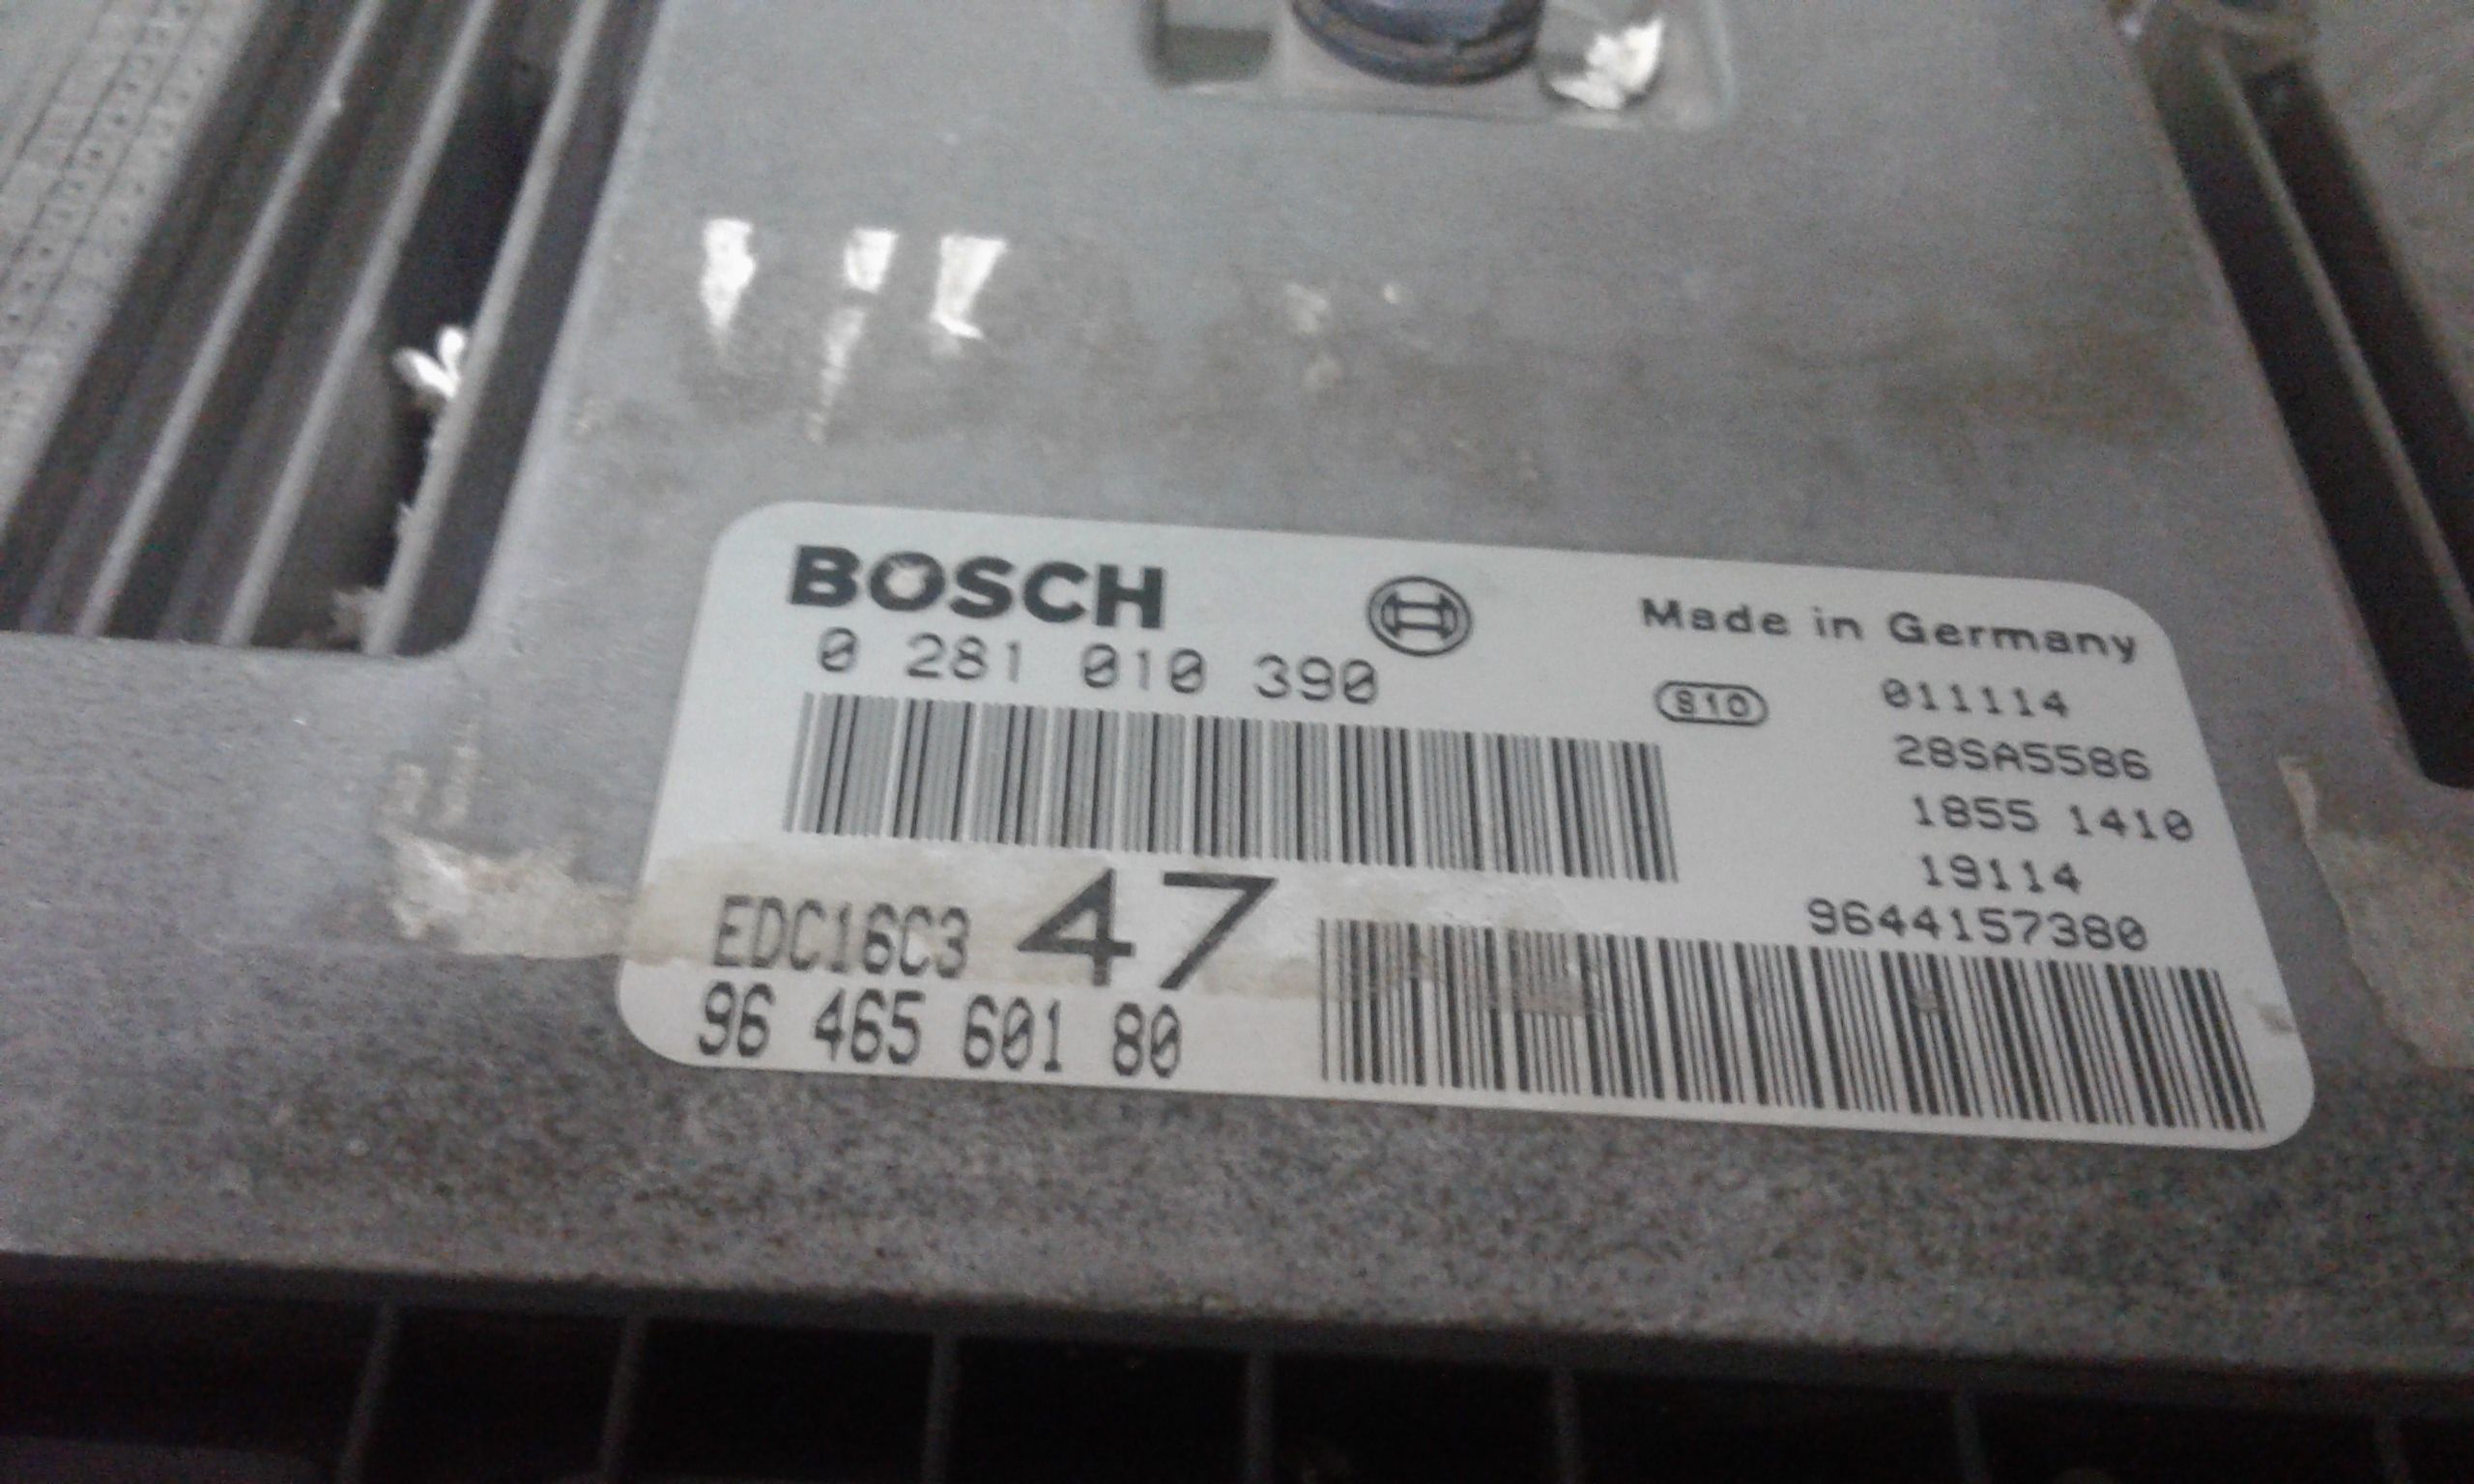 BOSCH
Made in Germany
0 281 010 390
S10
011114
28SA5586
1855 1410
19114
EDC16C3 47
9644157380
96 465 601 80